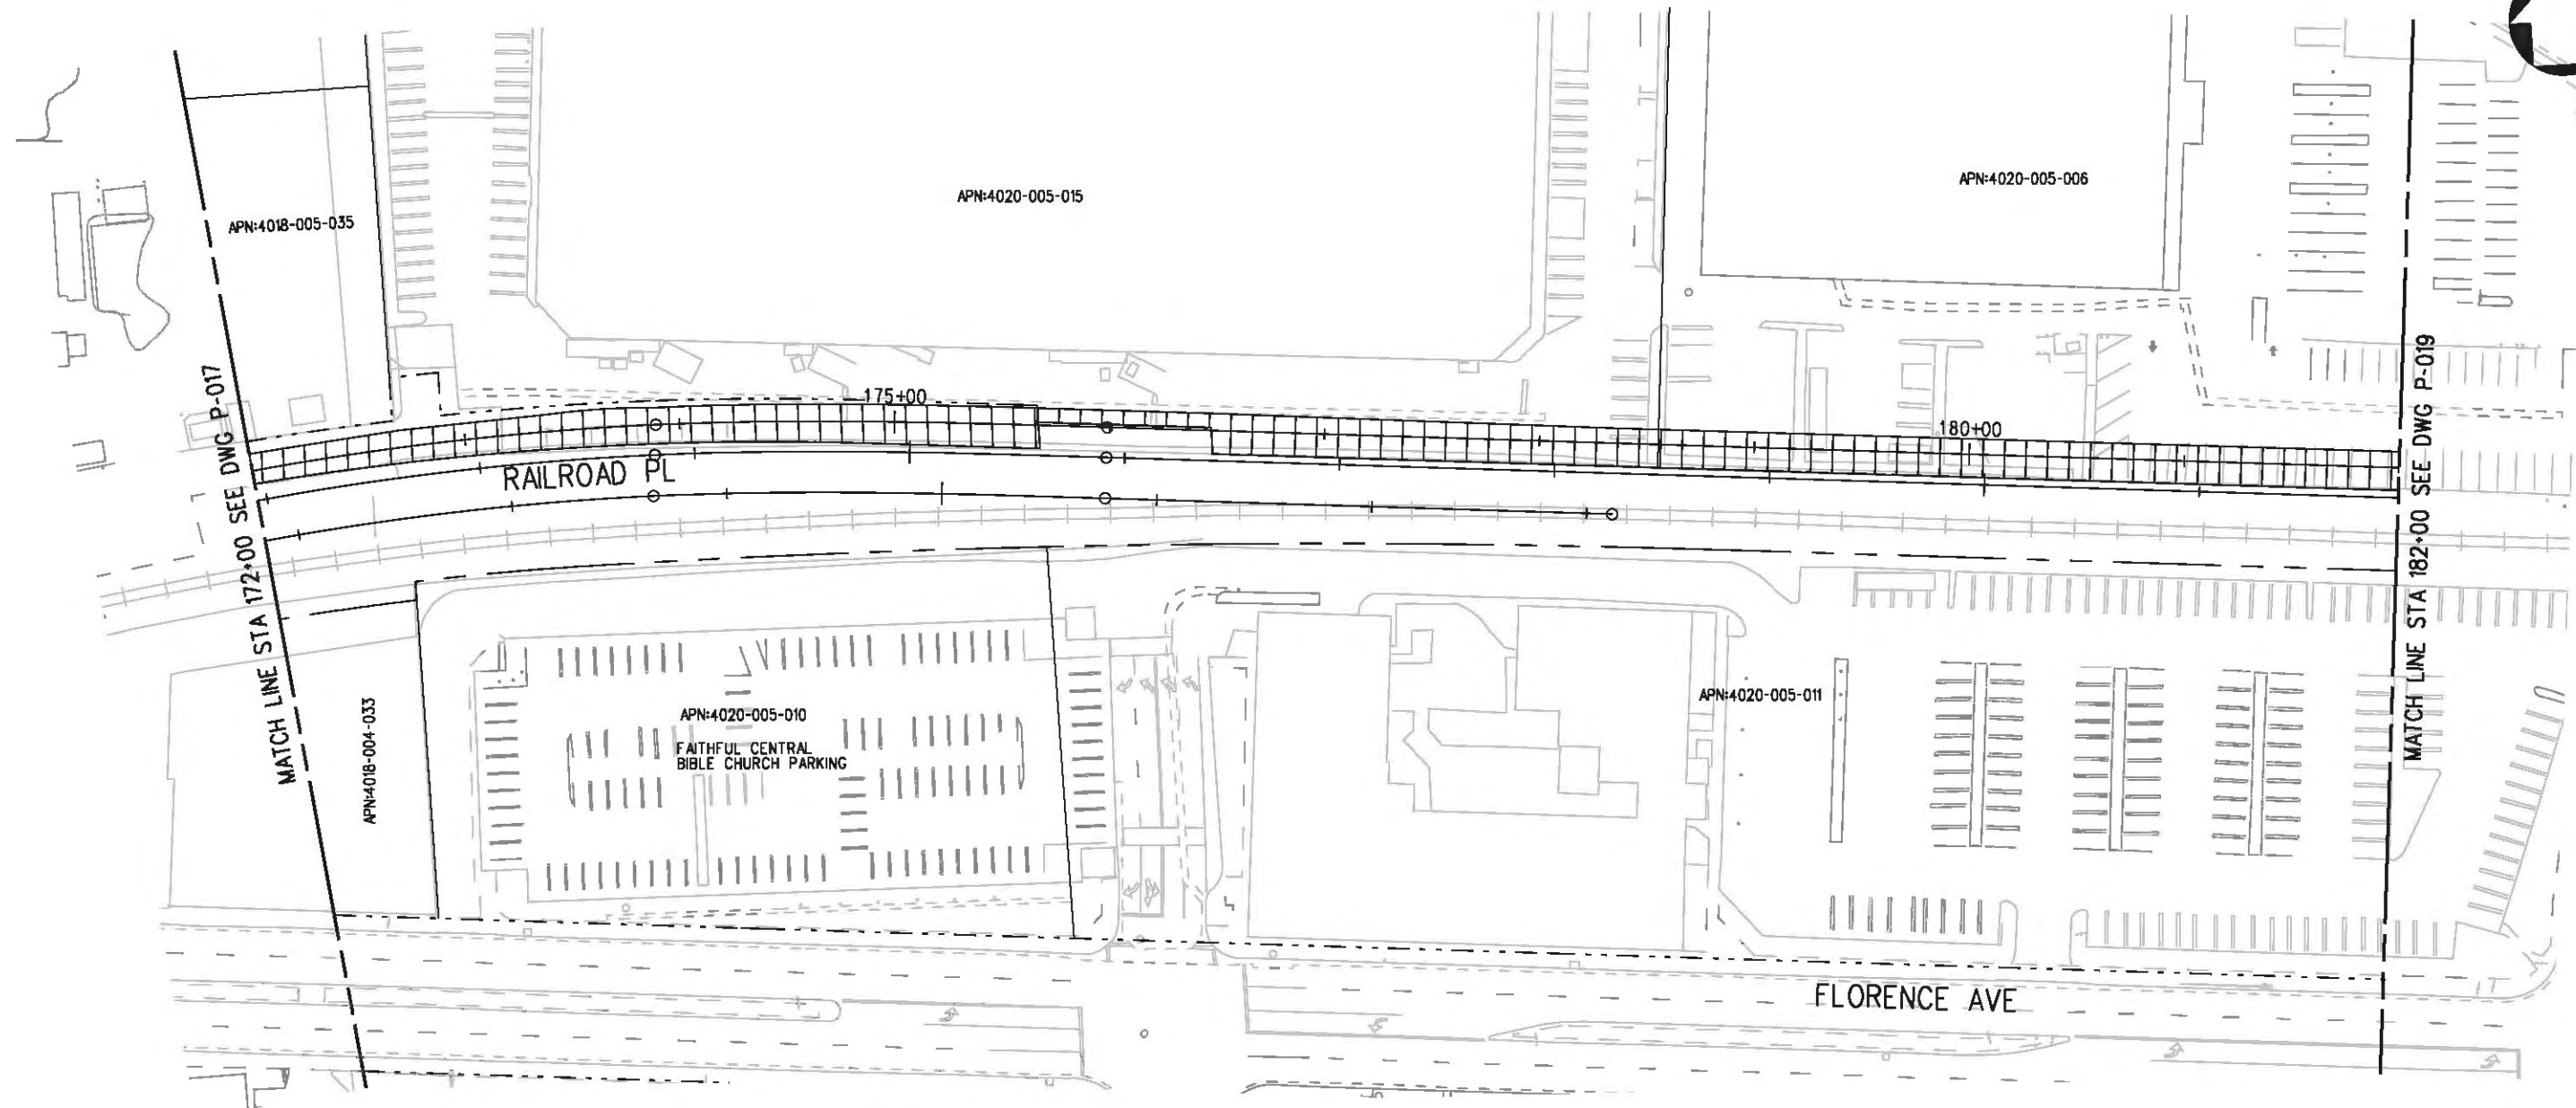 APN:4020-005-006
APN:4020-005-015
APN:4018-005-035
175+00
180+00
RAILROAD PL
MATCH LINE STA 172+00 SEE DWG P-017
MATCH LINE STA 182+00 SEE DWG P-019
APN:4020-005-011
APN:4020-005-010
FAITHFUL CENTRAL
BIBLE CHURCH PARKING
APN:4018-004-033
FLORENCE AVE